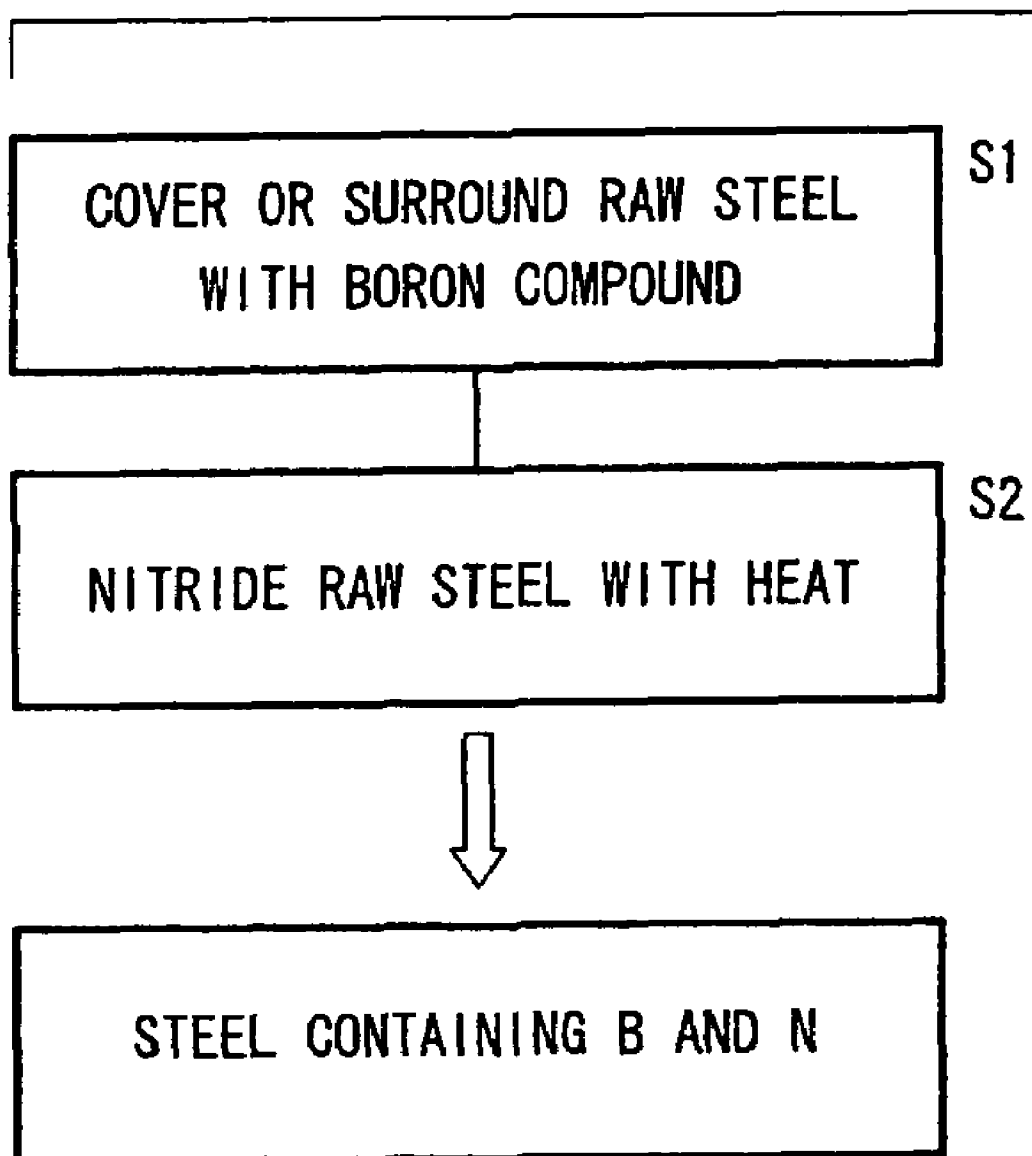 S1
COVER OR SURROUND RAW STEEL
WITH BORON COMPOUND
S2
NITRIDE RAW STEEL WITH HEAT
STEEL CONTAINING B AND N